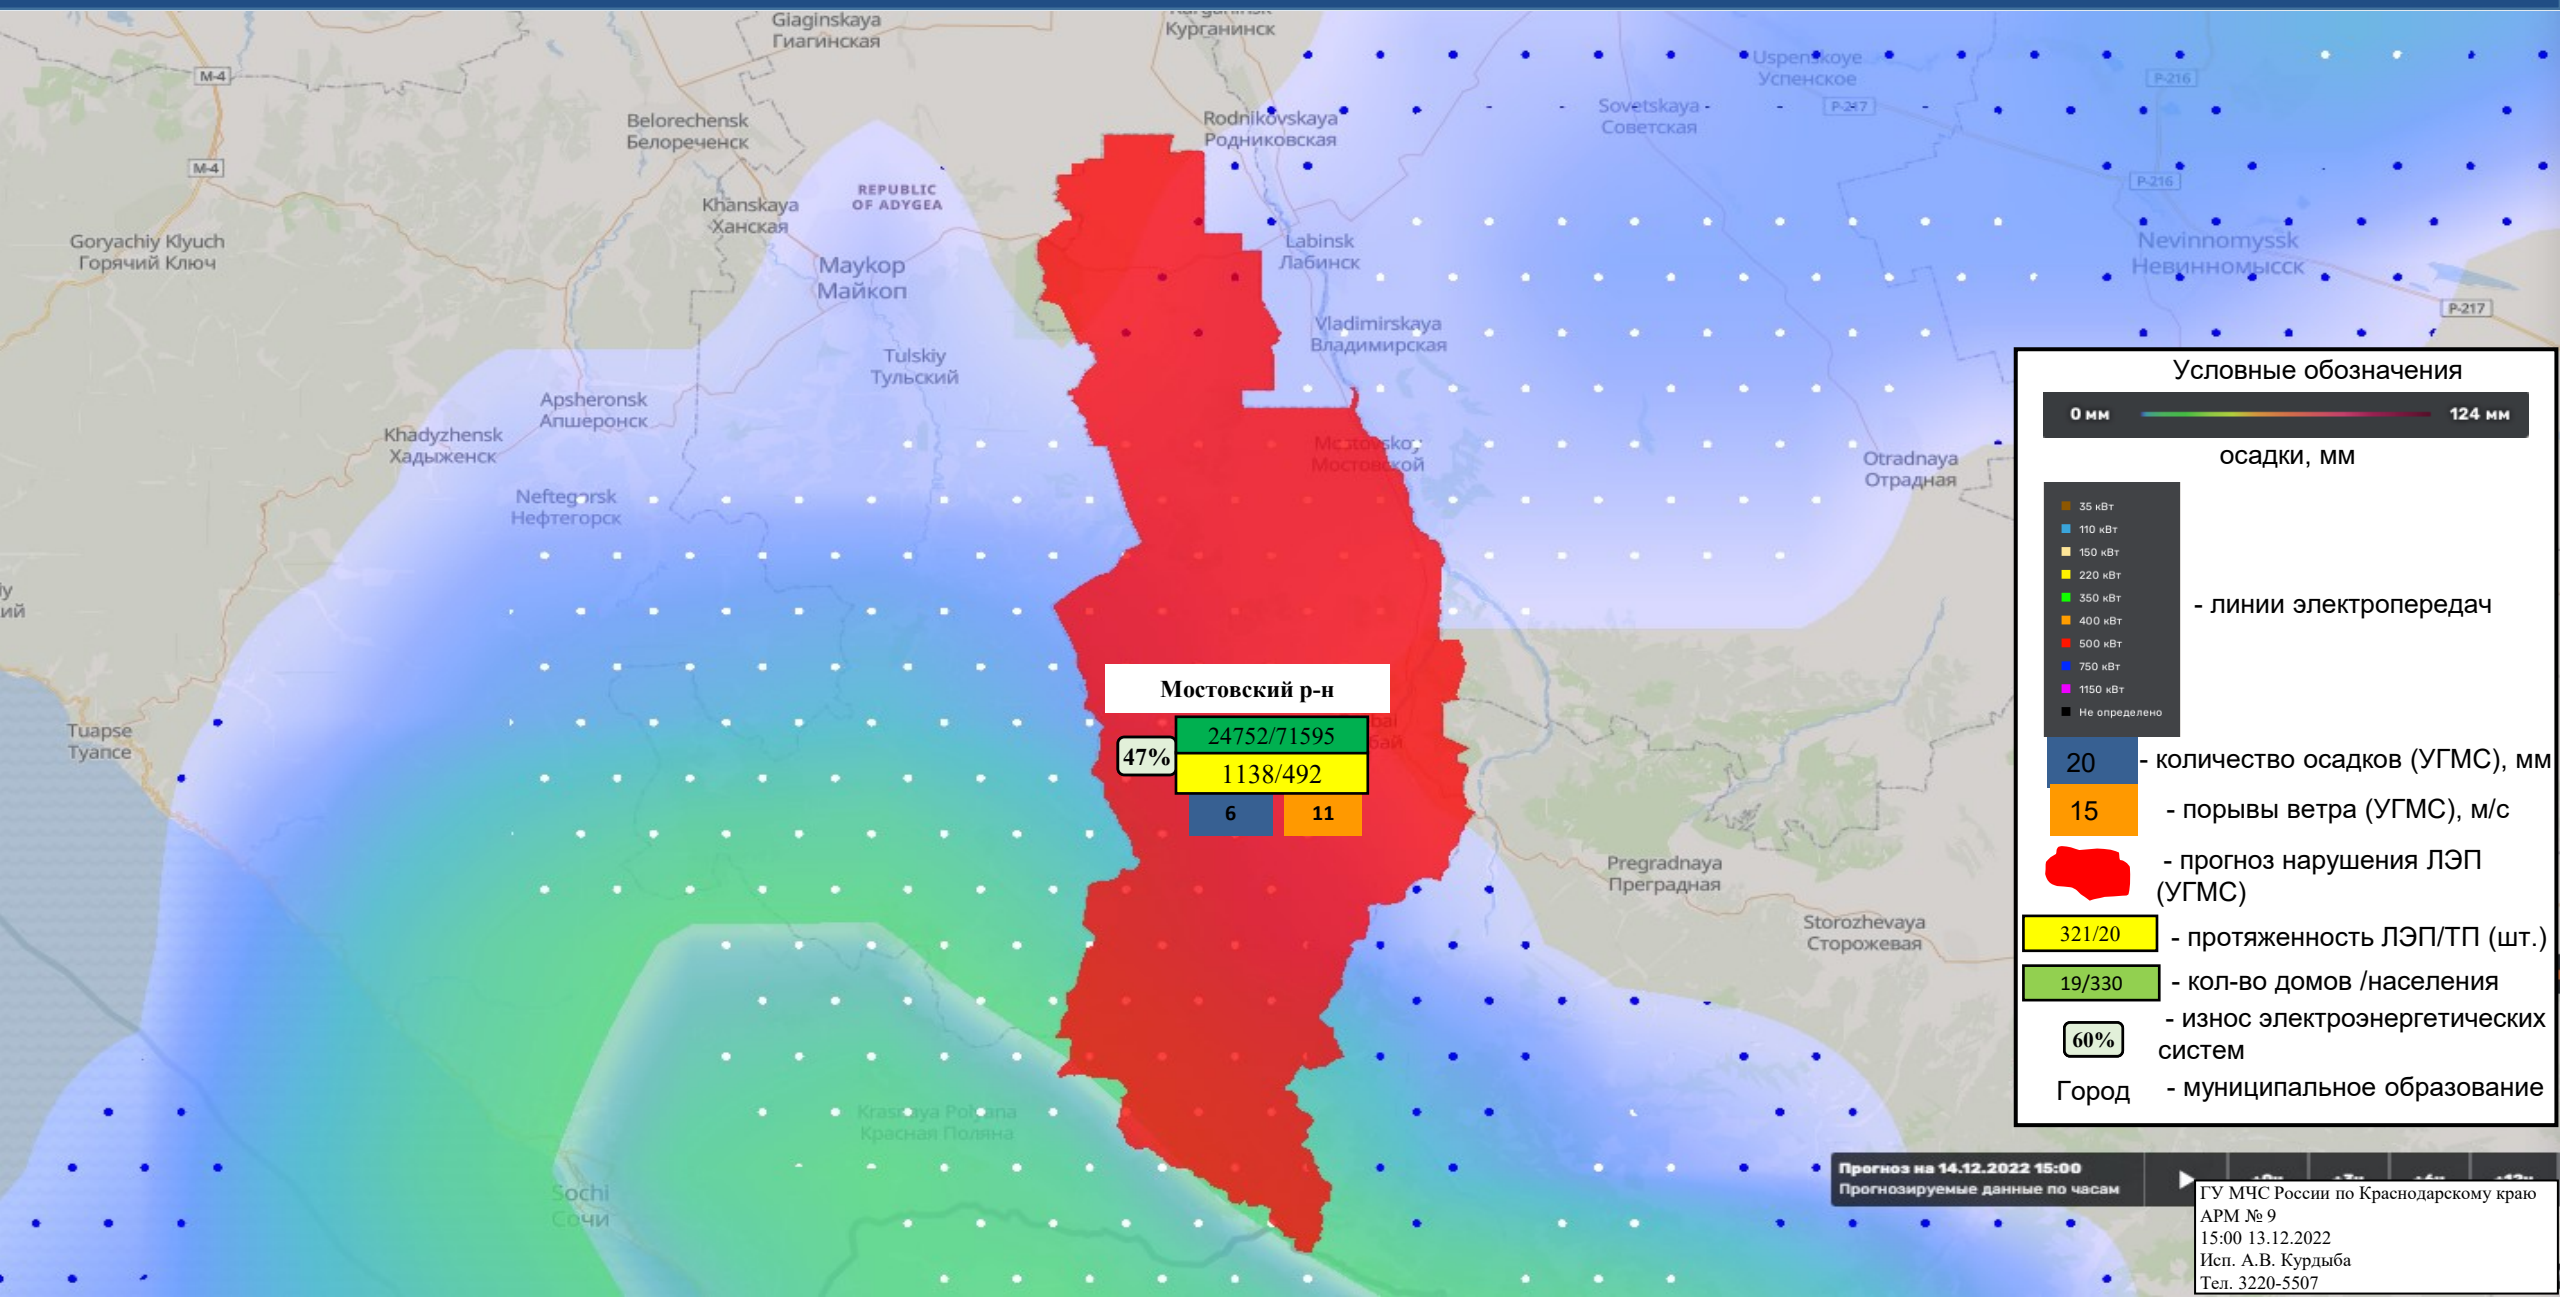 Giaginskaya
Гиагинская
Курганинск
Uspenskoye
Успенское
M-4
P-216
Belorechensk
Белореченск
Rodnikovskaya
Родниковская
Sovetskaya
Советская
P-217
M-4
REPUBLIC
OF ADYGEA
P-216
Khanskaya
Ханская
Goryachiy Klyuch
Горячий Ключ
Labinsk
Лабинск
Nevinnomyssk
Невинномысск
Maykop
Майкоп
P-217
Vladimirskaya
Владимирская
Tulskiy
Тульский
Apsheronsk
Апшеронск
Khadyzhensk
Хадыженск
Mostovskoy
Мостовской
Otradnaya
Отрадная
Neftegorsk
Нефтегорск
Tuapse
Туапсе
Мостовский р-н
24752/71595
47%
1138/492
6
11
Pregradnaya
Преградная
Storozhevaya
Сторожевая
Krasnaya Polyana
Красная Поляна
Sochi
Сочи
Условные обозначения
0 мм
124 мм
осадки, мм
35 кВт
110 кВт
150 кВт
220 кВт
350 кВт
400 кВт
500 кВт
750 кВт
1150 кВт
Не определено
- линии электропередач
20
- количество осадков (УГМС), мм
15
- порывы ветра (УГМС), м/с
- прогноз нарушения ЛЭП
(УГМС)
321/20
- протяженность ЛЭП/ТП (шт.)
19/330
- кол-во домов /населения
60%
- износ электроэнергетических
систем
Город
- муниципальное образование
Прогноз на 14.12.2022 15:00
Прогнозируемые данные по часам
ГУ МЧС России по Краснодарскому краю
АРМ № 9
15:00 13.12.2022
Исп. А.В. Курдыба
Тел. 3220-5507